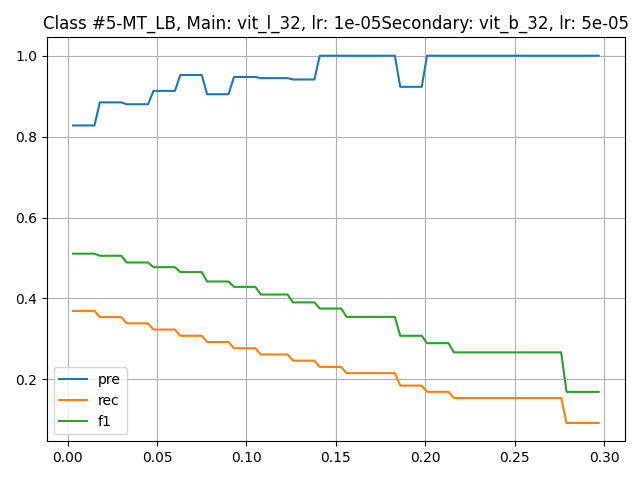 Class #5-MT_LB, Main: vit_l_32, lr: 1e-05Secondary: vit_b_32, lr: 5e-05
1.0
0.8
0.6
0.4
0.2
pre
rec
f1
0.00 0.05 0.10 0.15 0.20 0.25 0.30